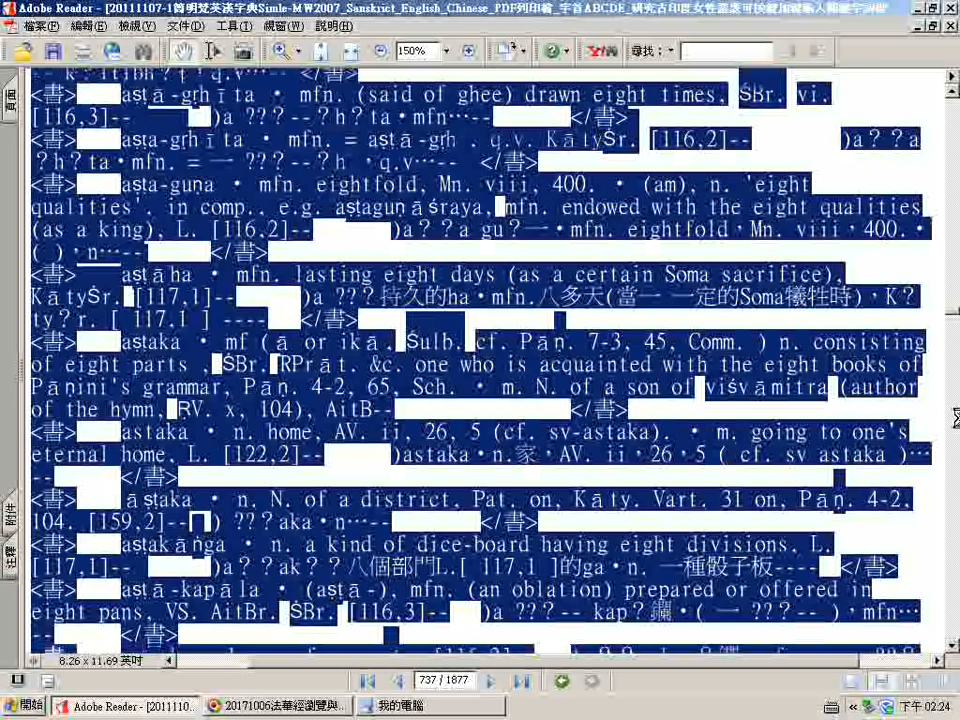 Adobe Reader - [20111107-1簡明梵英漢字典Simle-MW2007_Sanskrit_English_Chinese_PDF列印檔_字首ABCDE_研究古印度女性
檔案(F) 編輯(E) 檢視(V) 文件(D) 工具(T) 視窗(W) 說明(H)
150% 尋找:
<書> aṣṭā-gṛhīta • mfn. (said of ghee) drawn eight times, ŚBr. vi.
[116,3]-- )a ???--?h?ta•mfn…-- </書>
<書> aṣṭa-gṛhīta • mfn. = aṣṭā-gṛh , q.v. KātyŚr. [116,2]-- )a??a
?h?ta•mfn. = 一 ???--?h , q.v…-- </書>
<書> aṣṭa-guṇa • mfn. eightfold, Mn. viii, 400. • (am), n. 'eight
qualities', in comp., e.g. aṣṭaguṇāśraya, mfn. endowed with the eight qualities
(as a king), L. [116,2]-- )a??a gu?一•mfn. eightfold，Mn. viii，400.•
( )，n…-- </書>
<書> aṣṭāha • mfn. lasting eight days (as a certain Soma sacrifice),
KātyŚr. [117,1]-- )a ???持久的ha•mfn.八多天(當一 一定的Soma犧牲時)，K?
ty?r. [ 117.1 ] ---- </書>
<書> aṣṭaka • mf (ā or ikā, Śulb. cf. Pāṇ. 7-3, 45, Comm. ) n. consisting
of eight parts , ŚBr. RPrāt. &c. one who is acquainted with the eight books of
Pāṇini's grammar, Pāṇ. 4-2, 65, Sch. • m. N. of a son of viśvāmitra (author
of the hymn, RV. x, 104), AitB-- </書>
<書> astaka • n. home, AV. ii, 26, 5 (cf. sv-astaka). • m. going to one's
eternal home, L. [122,2]-- )astaka•n.家，AV. ii，26，5 ( cf. sv astaka )…
-- </書>
<書> āṣṭaka • n, N. of a district, Pat. on, Kāty. Vart. 31 on, Pāṇ. 4-2,
104. [159,2]-- ) ???aka•n…-- </書>
<書> aṣṭakāṅga • n. a kind of dice-board having eight divisions, L.
[117,1]-- )a??ak??八個部門L.[ 117,1 ]的ga•n. 一種骰子板---- </書>
<書> aṣṭā-kapāla • (aṣṭā-), mfn. (an oblation) prepared or offered in
eight pans, VS. AitBr. ŚBr. [116,3]-- )a ???-- kap?鑞•( 一 ???-- )，mfn…
-- </書>
頁面
附件
註釋
8.26 x 11.69 英吋
737 / 1877
開始 Adobe Reader - [2011110... 20171006法華經瀏覽與... 我的電腦 下午 02:24